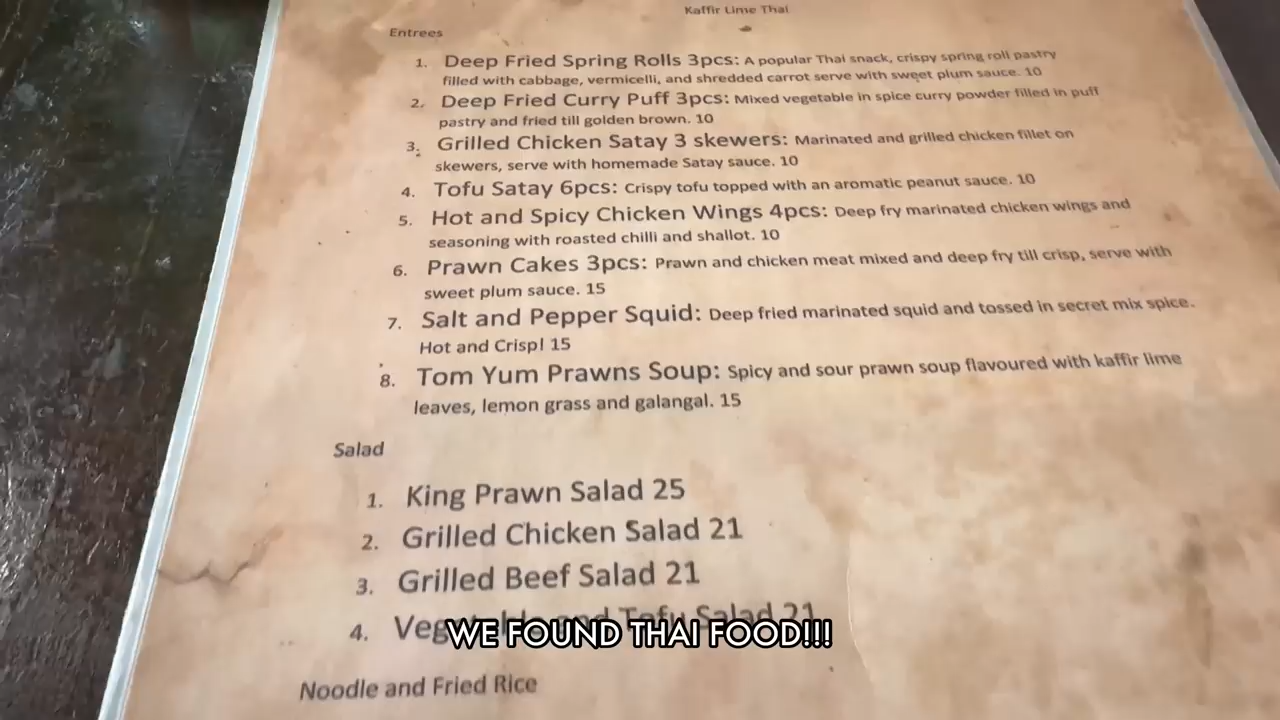 Kaffir Lime Thai
Entrees
1. Deep Fried Spring Rolls 3pcs: A popular Thai snack, crispy spring roll pastry
filled with cabbage, vermicelli, and shredded carrot serve with sweet plum sauce. 10
2. Deep Fried Curry Puff 3pcs: Mixed vegetable in spice curry powder filled in puff
pastry and fried till golden brown. 10
3. Grilled Chicken Satay 3 skewers: Marinated and grilled chicken fillet on
skewers, serve with homemade Satay sauce. 10
4. Tofu Satay 6pcs: Crispy tofu topped with an aromatic peanut sauce. 10
5. Hot and Spicy Chicken Wings 4pcs: Deep fry marinated chicken wings and
seasoning with roasted chilli and shallot. 10
6. Prawn Cakes 3pcs: Prawn and chicken meat mixed and deep fry till crisp, serve with
sweet plum sauce. 15
7. Salt and Pepper Squid: Deep fried marinated squid and tossed in secret mix spice.
Hot and Crisp! 15
8. Tom Yum Prawns Soup: Spicy and sour prawn soup flavoured with kaffir lime
leaves, lemon grass and galangal. 15
Salad
1. King Prawn Salad 25
2. Grilled Chicken Salad 21
3. Grilled Beef Salad 21
4. Vegetable and Tofu Salad 21
WE FOUND THAI FOOD!!!
Noodle and Fried Rice